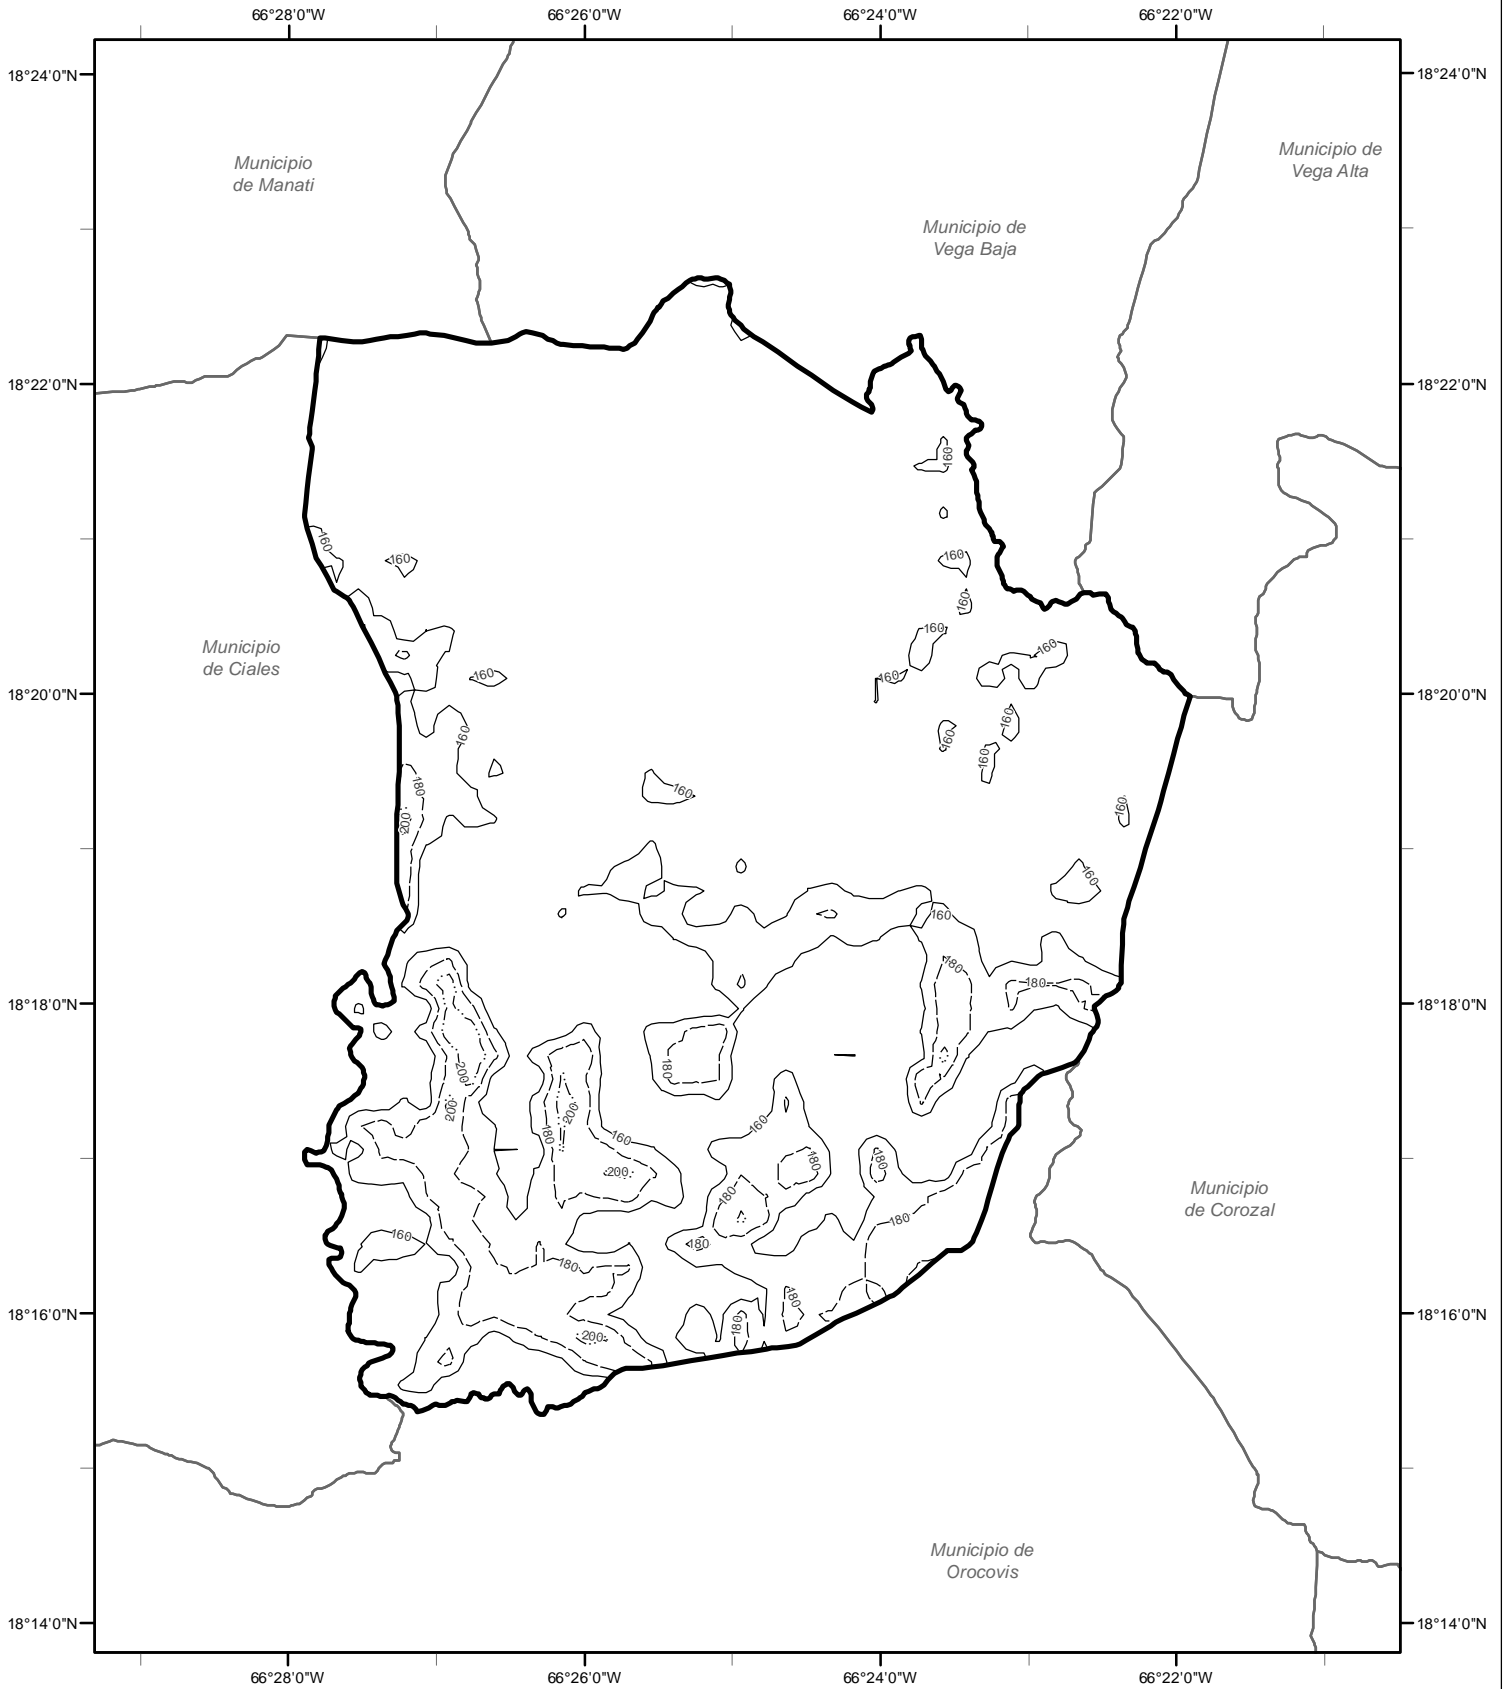 66°28'0"W
66°26'0"W
66°24'0"W
66°22'0"W
18°24'0"N
18°24'0"N
Municipio
de Manati
Municipio de
Vega Alta
Municipio de
Vega Baja
18°22'0"N
18°22'0"N
160
160
160
160
160
160
160
Municipio
de Ciales
160
160
18°20'0"N
18°20'0"N
160
160
160
160
180
160
200
160
160
160
180
180
18°18'0"N
18°18'0"N
180
200
200
200
160
180
160
180
180
200
180
Municipio
de Corozal
180
160
180
180
180
18°16'0"N
18°16'0"N
200
180
Municipio de
Orocovis
18°14'0"N
18°14'0"N
66°28'0"W
66°26'0"W
66°24'0"W
66°22'0"W